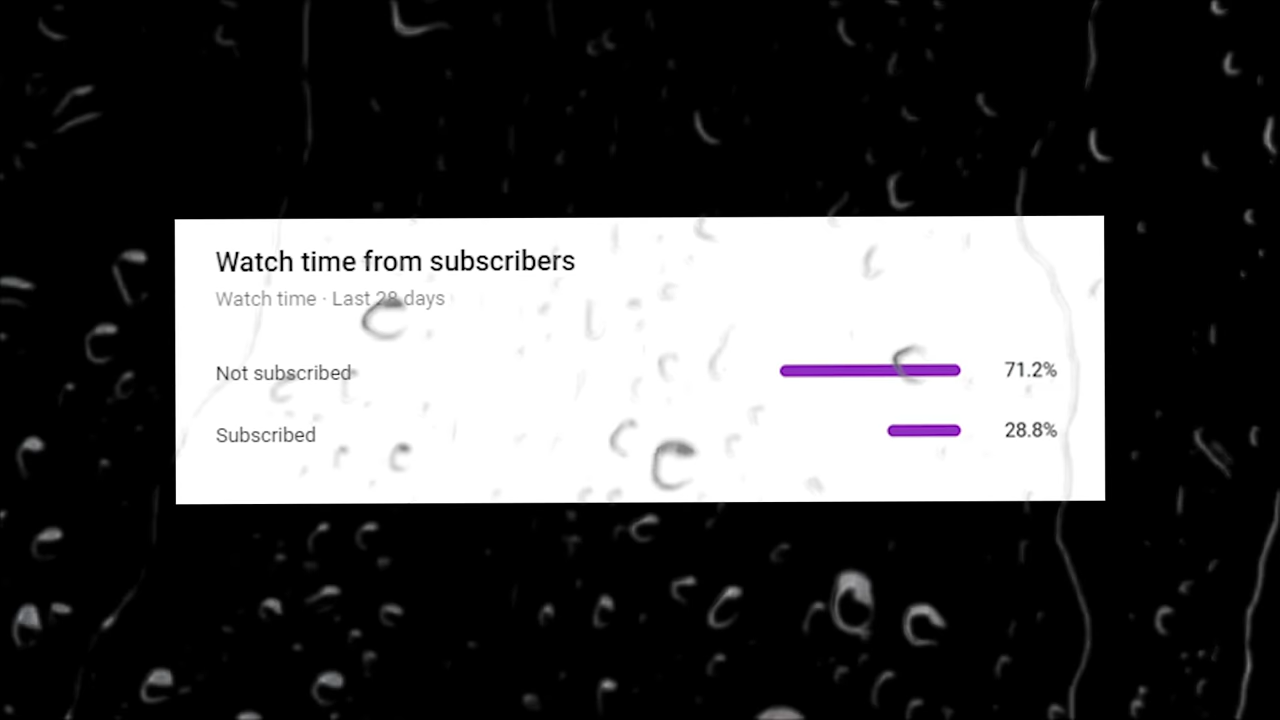 Watch time from subscribers
Watch time · Last 28 days
Not subscribed 71.2%
Subscribed 28.8%